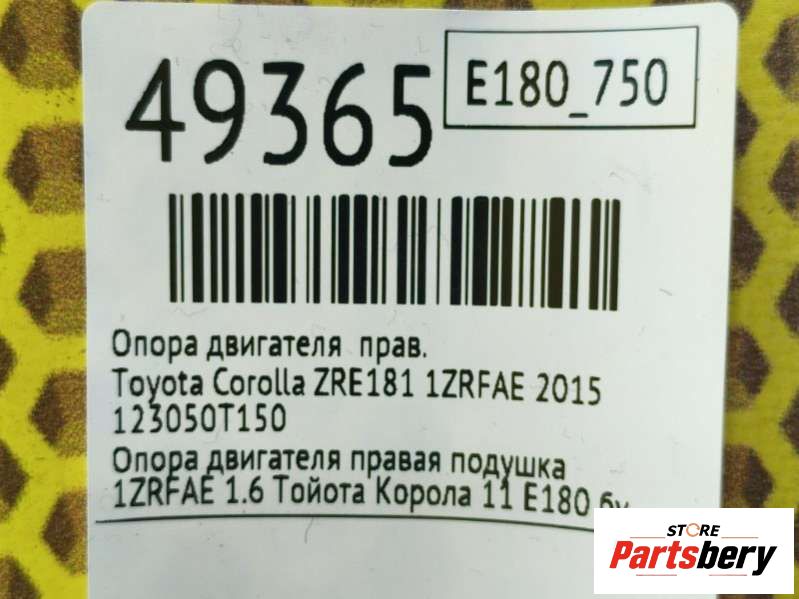 49365
E180_750
Опора двигателя прав.
Toyota Corolla ZRE181 1ZRFAE 2015
123050T150
Опора двигателя правая подушка
1ZRFAE 1.6 Тойота Корола 11 E180 бу
STORE
Partsbery